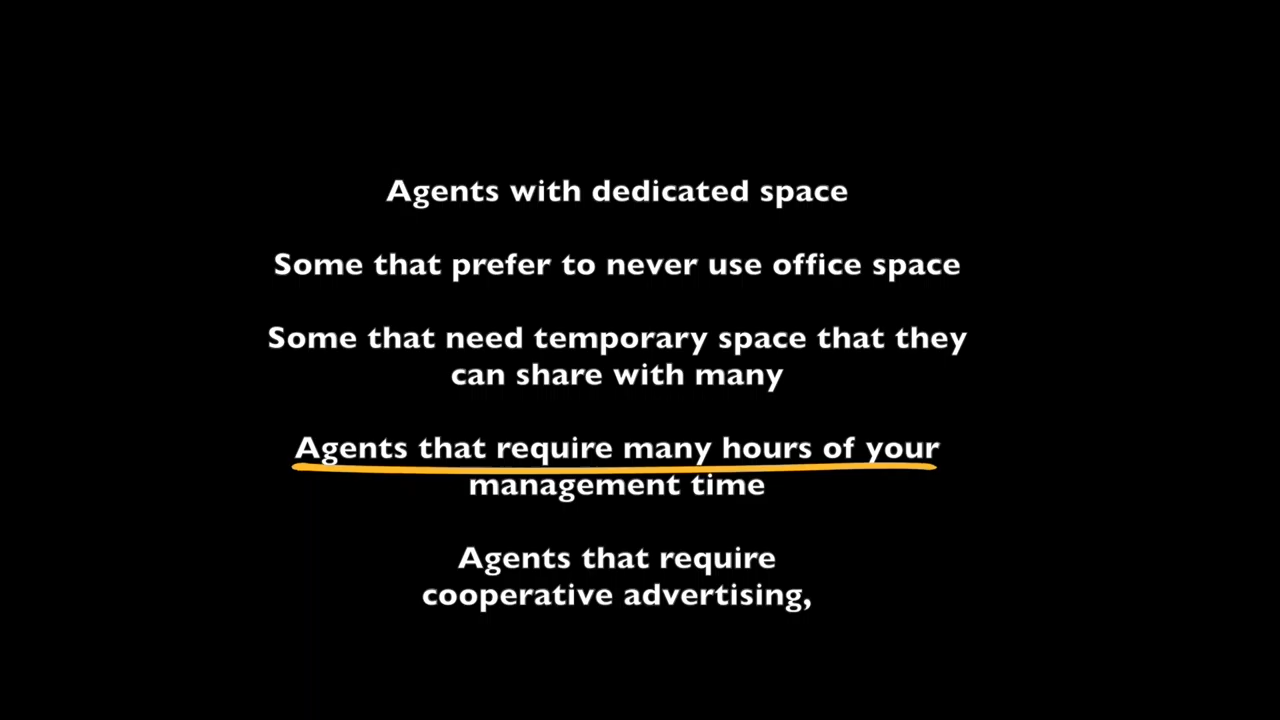 Agents with dedicated space
Some that prefer to never use office space
Some that need temporary space that they
can share with many
Agents that require many hours of your
management time
Agents that require
cooperative advertising,